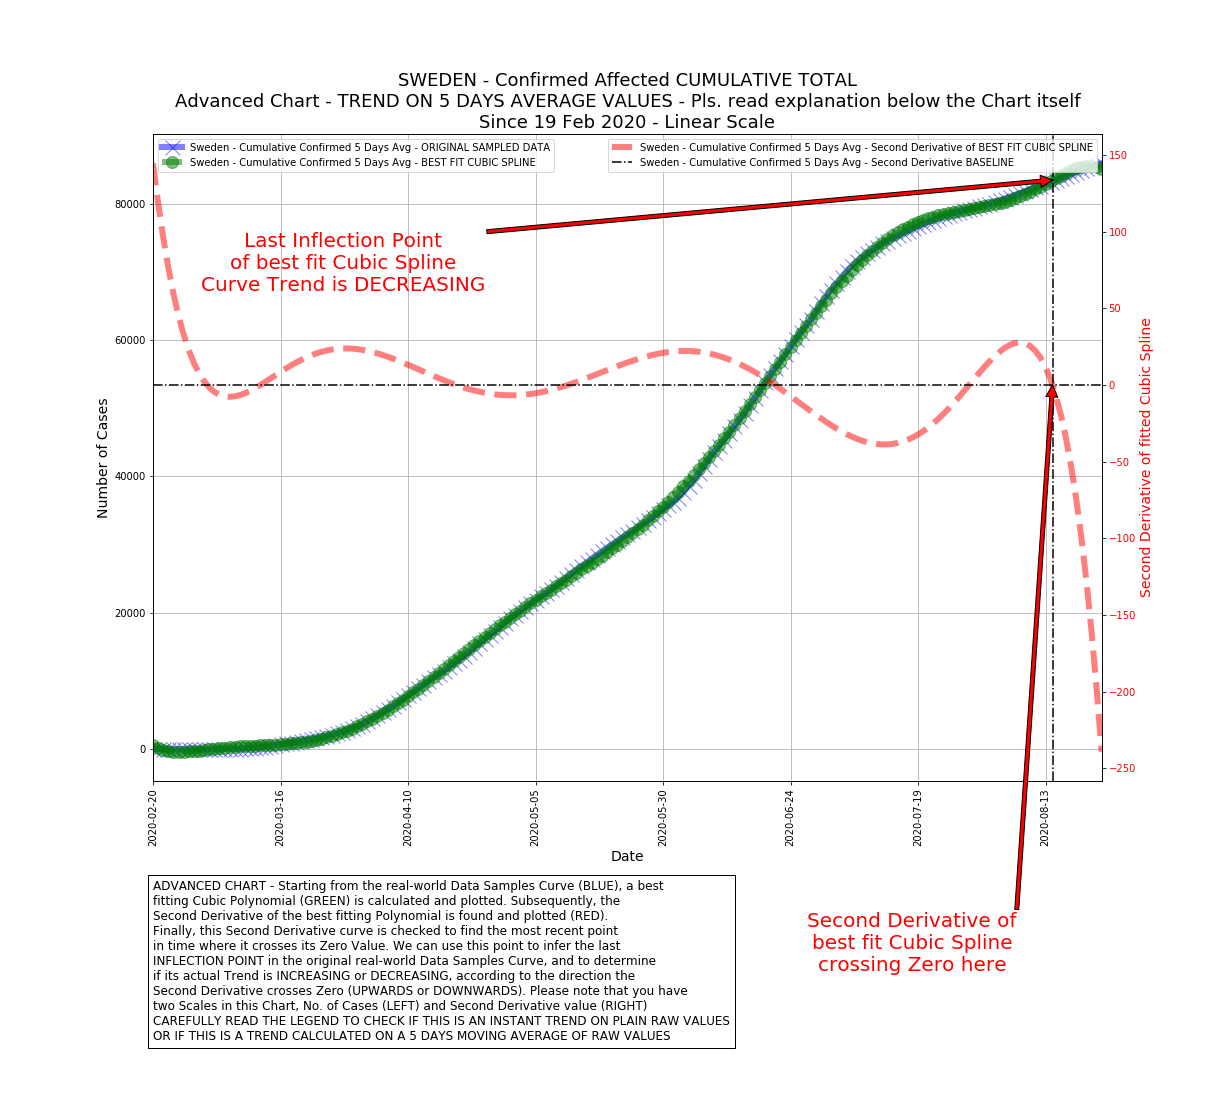 SWEDEN - Confirmed Affected CUMULATIVE TOTAL
Advanced Chart - TREND ON 5 DAYS AVERAGE VALUES - Pls. read explanation below the Chart itself
Since 19 Feb 2020 - Linear Scale
Sweden - Cumulative Confirmed 5 Days Avg - ORIGINAL SAMPLED DATA
Sweden - Cumulative Confirmed 5 Days Avg - BEST FIT CUBIC SPLINE
Sweden - Cumulative Confirmed 5 Days Avg - Second Derivative of BEST FIT CUBIC SPLINE
Sweden - Cumulative Confirmed 5 Days Avg - Second Derivative BASELINE
Last Inflection Point
of best fit Cubic Spline
Curve Trend is DECREASING
Number of Cases
80000
60000
40000
20000
0
150
100
50
0
−50
−100
−150
−200
−250
Second Derivative of fitted Cubic Spline
2020-02-20
2020-03-16
2020-04-10
2020-05-05
2020-05-30
2020-06-24
2020-07-19
2020-08-13
Date
ADVANCED CHART - Starting from the real-world Data Samples Curve (BLUE), a best
fitting Cubic Polynomial (GREEN) is calculated and plotted. Subsequently, the
Second Derivative of the best fitting Polynomial is found and plotted (RED).
Finally, this Second Derivative curve is checked to find the most recent point
in time where it crosses its Zero Value. We can use this point to infer the last
INFLECTION POINT in the original real-world Data Samples Curve, and to determine
if its actual Trend is INCREASING or DECREASING, according to the direction the
Second Derivative crosses Zero (UPWARDS or DOWNWARDS). Please note that you have
two Scales in this Chart, No. of Cases (LEFT) and Second Derivative value (RIGHT)
CAREFULLY READ THE LEGEND TO CHECK IF THIS IS AN INSTANT TREND ON PLAIN RAW VALUES
OR IF THIS IS A TREND CALCULATED ON A 5 DAYS MOVING AVERAGE OF RAW VALUES
Second Derivative of
best fit Cubic Spline
crossing Zero here